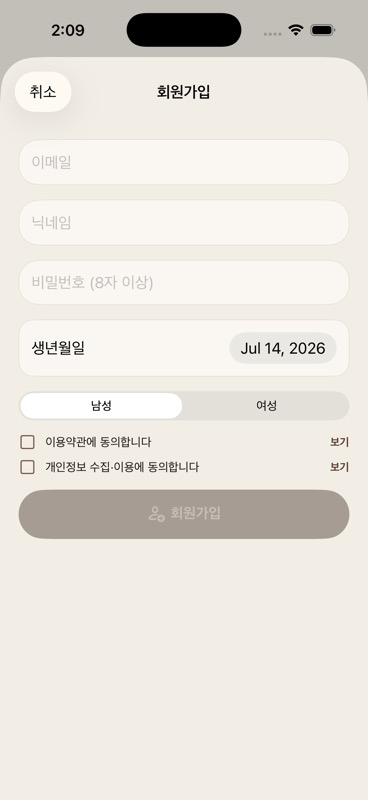 2:09
취소
회원가입
이메일
닉네임
비밀번호 (8자 이상)
생년월일
Jul 14, 2026
남성
여성
이용약관에 동의합니다
보기
개인정보 수집·이용에 동의합니다
보기
회원가입